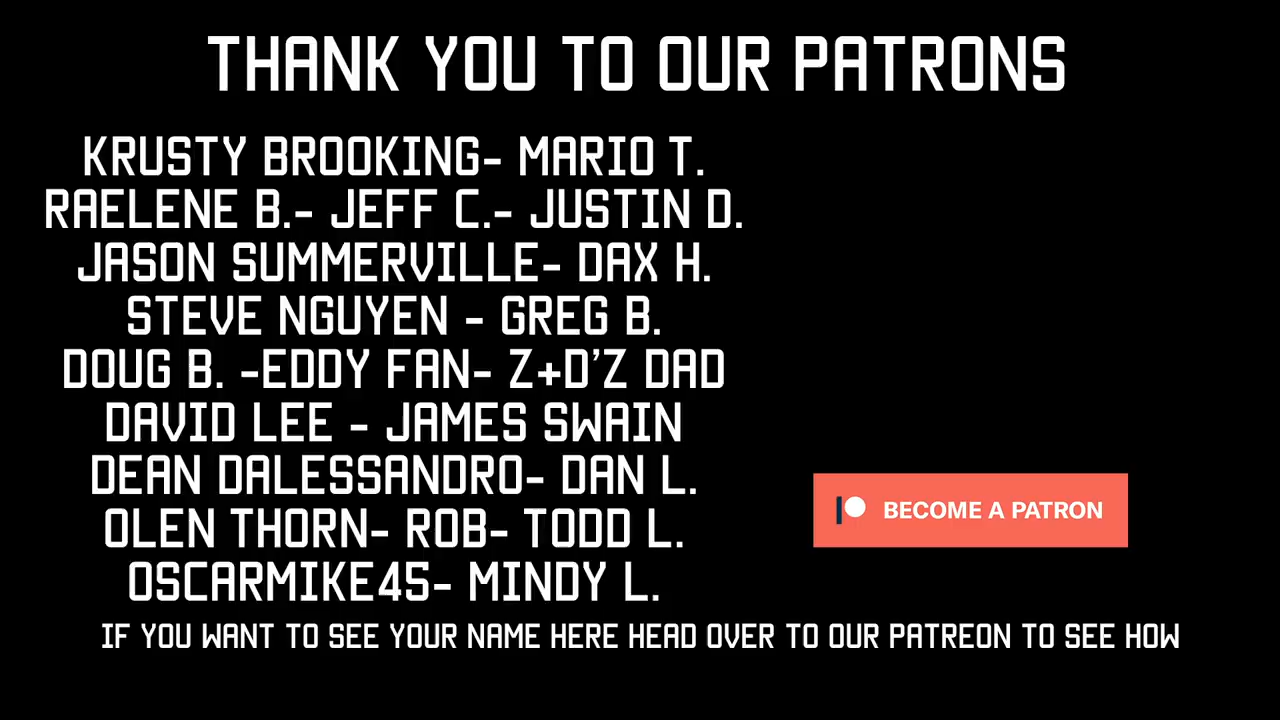 THANK YOU TO OUR PATRONS
KRUSTY BROOKING- MARIO T.
RAELENE B.- JEFF C.- JUSTIN D.
JASON SUMMERVILLE- DAX H.
STEVE NGUYEN - GREG B.
DOUG B. -EDDY FAN- Z+D'Z DAD
DAVID LEE - JAMES SWAIN
DEAN DALESSANDRO- DAN L.
OLEN THORN- ROB- TODD L.
OSCARMIKE45- MINDY L.
BECOME A PATRON
IF YOU WANT TO SEE YOUR NAME HERE HEAD OVER TO OUR PATREON TO SEE HOW